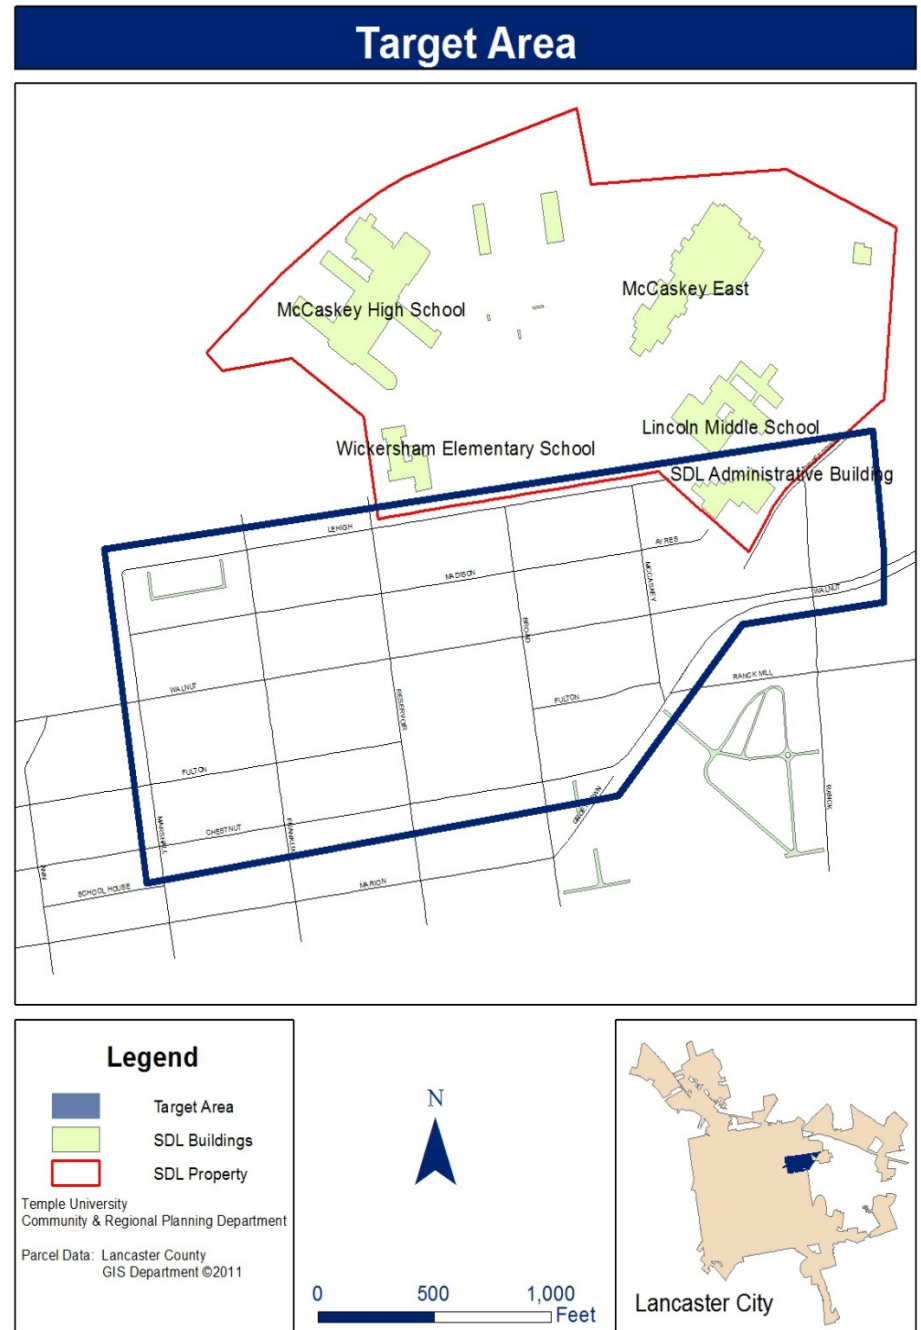 Target Area
McCaskey High School
McCaskey East
Lincoln Middle School
Wickersham Elementary School
SDL Administrative Building
LEHIGH
AYRES
MADISON
MCCASKEY
WALNUT
BROAD
RANCK MILL
WALNUT
FULTON
RESERVOIR
FULTON
RANCK
CHESTNUT
MARSHALL
FRANKLIN
ANN
SCHOOL HOUSE
MARION
Legend
Target Area
SDL Buildings
SDL Property
Temple University
Community & Regional Planning Department
Parcel Data: Lancaster County
GIS Department ©2011
N
0 500 1,000
Feet
Lancaster City